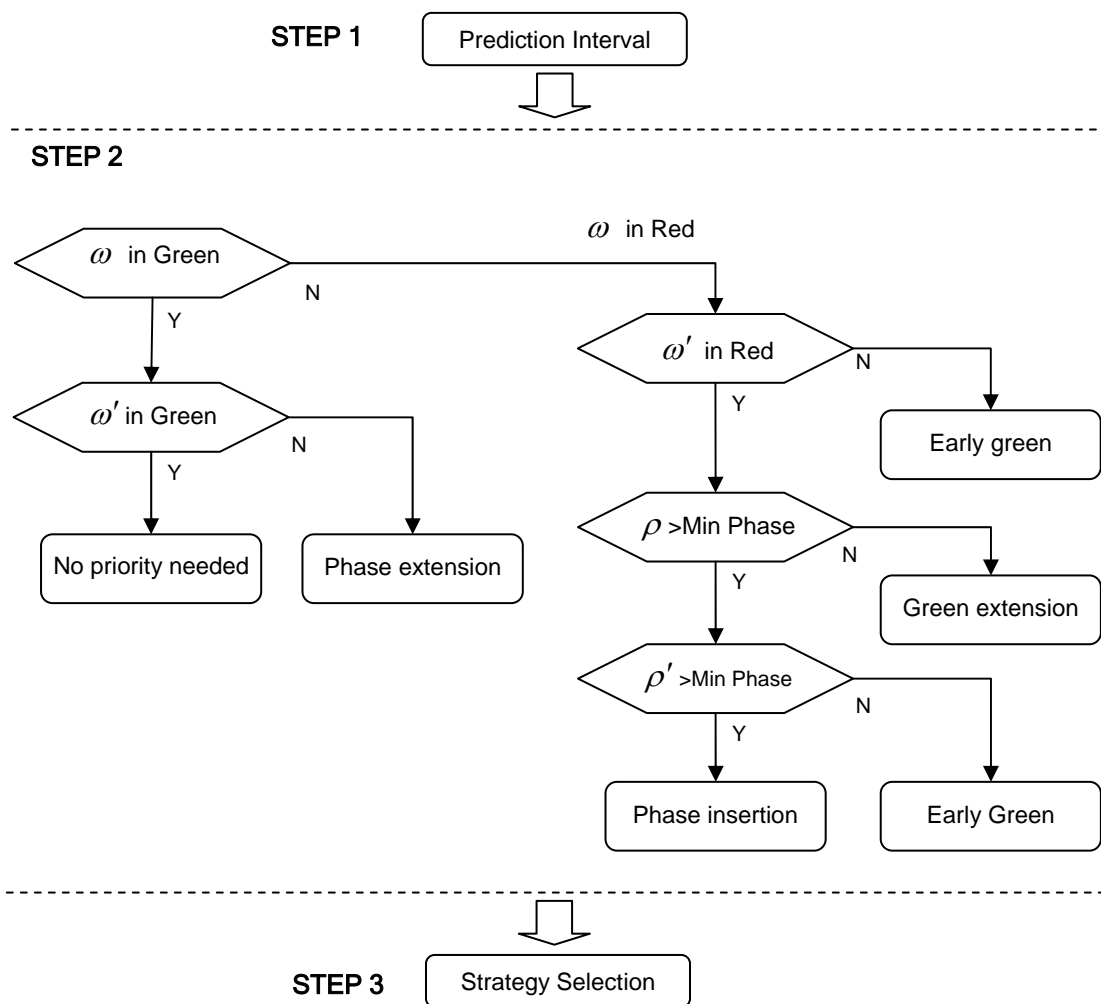 STEP 1
Prediction Interval
STEP 2
ω in Green
N
ω in Red
Y
ω′ in Red
N
Y
ω′ in Green
N
Y
Early green
No priority needed
Phase extension
ρ >Min Phase
N
Y
Green extension
ρ′ >Min Phase
N
Y
Phase insertion
Early Green
STEP 3
Strategy Selection